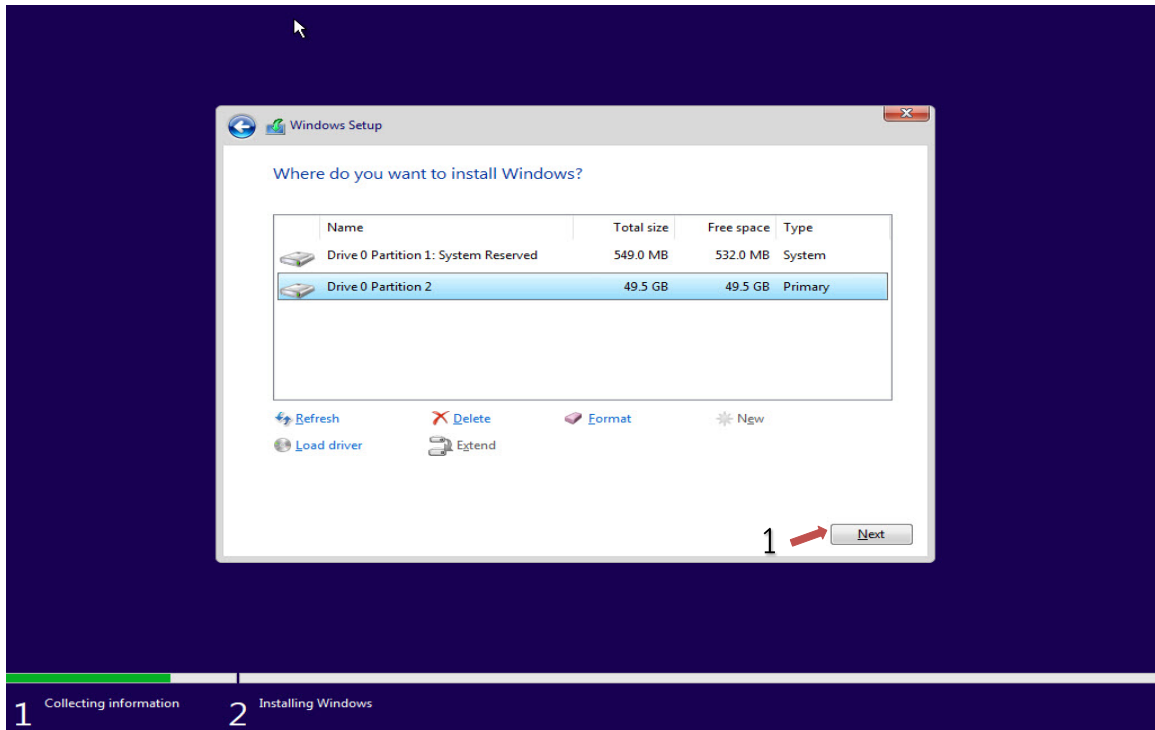 Windows Setup
Where do you want to install Windows?
Name Total size Free space Type
Drive 0 Partition 1: System Reserved 549.0 MB 532.0 MB System
Drive 0 Partition 2 49.5 GB 49.5 GB Primary
Refresh Delete Format New
Load driver Extend
1 Next
1 Collecting information 2 Installing Windows